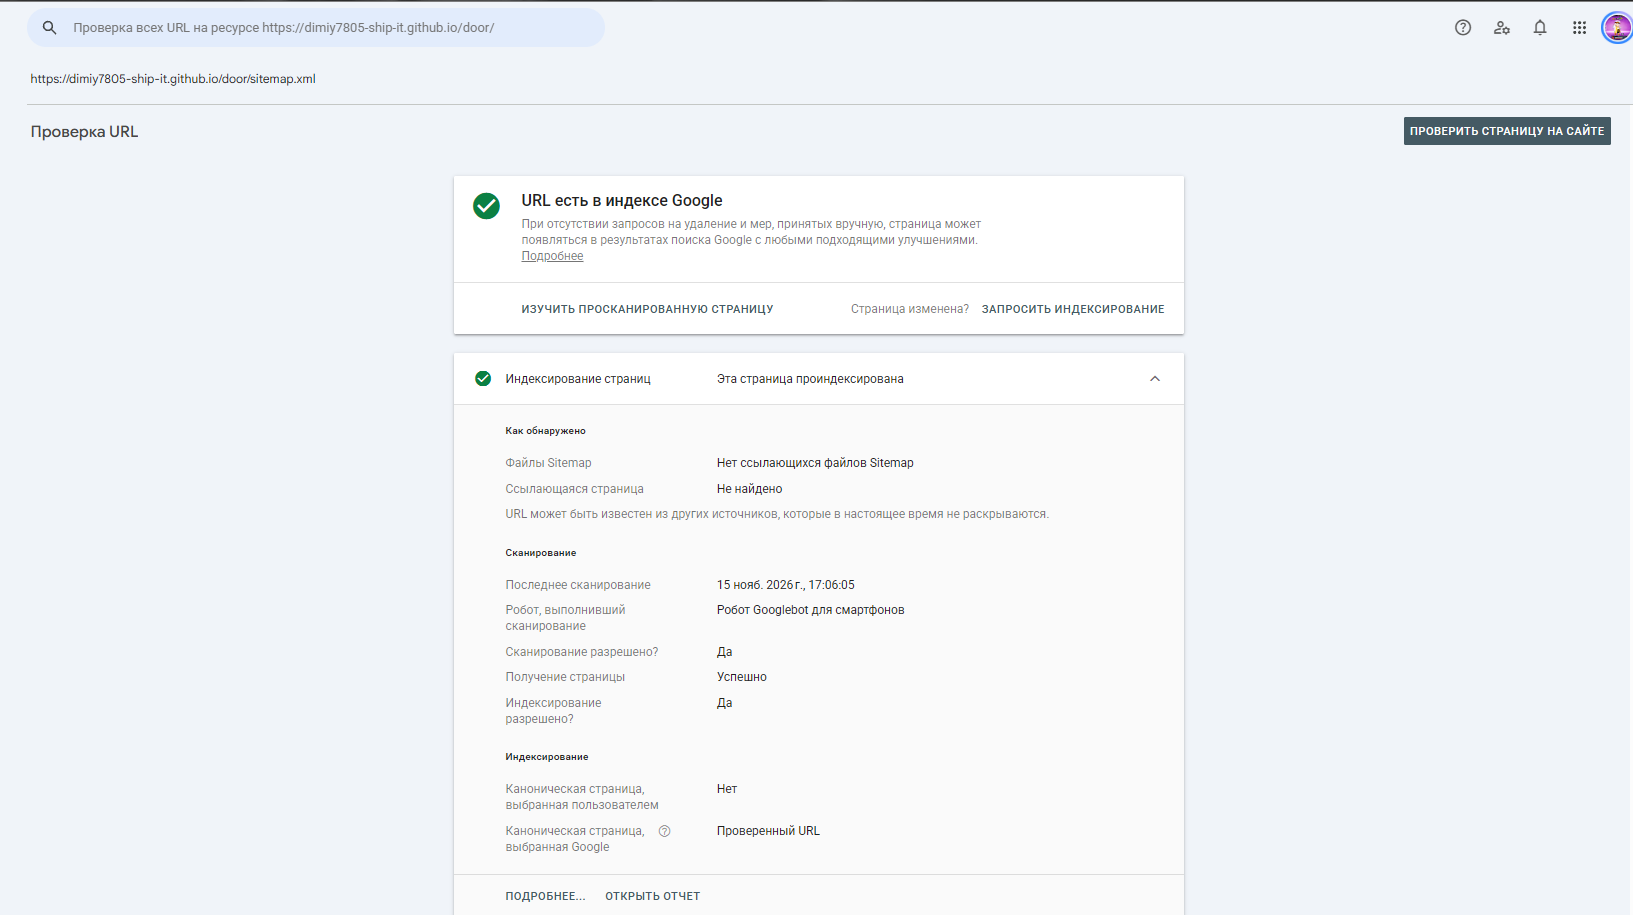 Проверка всех URL на ресурсе https://dimiy7805-ship-it.github.io/door/
https://dimiy7805-ship-it.github.io/door/sitemap.xml
Проверка URL
ПРОВЕРИТЬ СТРАНИЦУ НА САЙТЕ
URL есть в индексе Google
При отсутствии запросов на удаление и мер, принятых вручную, страница может
появляться в результатах поиска Google с любыми подходящими улучшениями.
Подробнее
ИЗУЧИТЬ ПРОСКАНИРОВАННУЮ СТРАНИЦУ
Страница изменена? ЗАПРОСИТЬ ИНДЕКСИРОВАНИЕ
Индексирование страниц
Эта страница проиндексирована
Как обнаружено
Файлы Sitemap
Нет ссылающихся файлов Sitemap
Ссылающаяся страница
Не найдено
URL может быть известен из других источников, которые в настоящее время не раскрываются.
Сканирование
Последнее сканирование
15 нояб. 2026 г., 17:06:05
Робот, выполнивший
сканирование
Робот Googlebot для смартфонов
Сканирование разрешено?
Да
Получение страницы
Успешно
Индексирование
разрешено?
Да
Индексирование
Каноническая страница,
выбранная пользователем
Нет
Каноническая страница,
выбранная Google
Проверенный URL
ПОДРОБНЕЕ...
ОТКРЫТЬ ОТЧЕТ